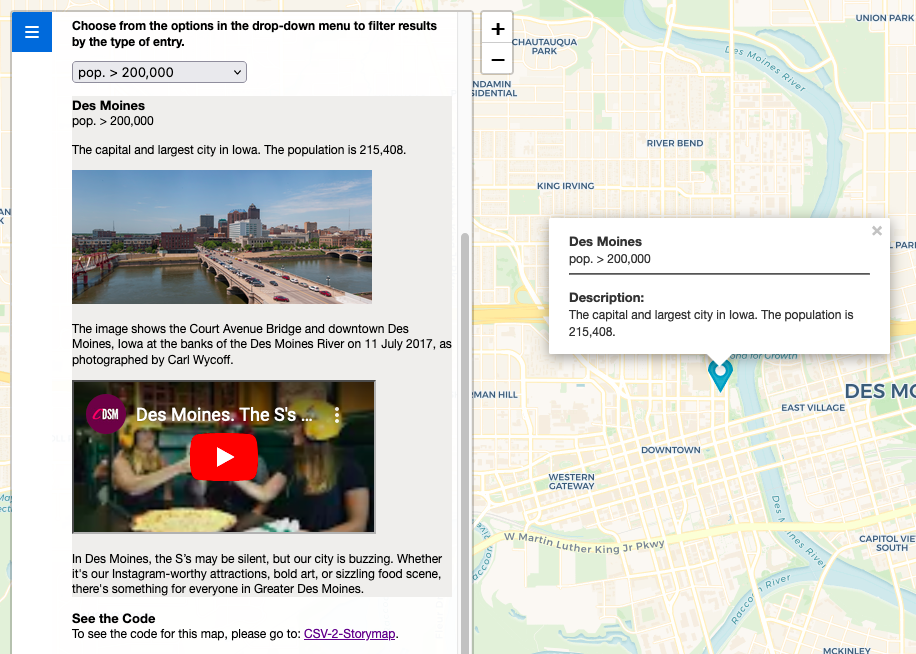 Choose from the options in the drop-down menu to filter results
by the type of entry.
pop. > 200,000
Des Moines
pop. > 200,000
The capital and largest city in Iowa. The population is 215,408.
The image shows the Court Avenue Bridge and downtown Des
Moines, Iowa at the banks of the Des Moines River on 11 July 2017, as
photographed by Carl Wycoff.
DSM
Des Moines. The S's ...
In Des Moines, the S’s may be silent, but our city is buzzing. Whether
it's our Instagram-worthy attractions, bold art, or sizzling food scene,
there's something for everyone in Greater Des Moines.
See the Code
To see the code for this map, please go to: CSV-2-Storymap.
+
−
UNION PARK
CHAUTAUQUA
PARK
Des Moines River
NDAMIN
SIDENTIAL
RIVER BEND
KING IRVING
Des Moines
pop. > 200,000
×
Description:
The capital and largest city in Iowa. The population is
215,408.
L PARK
ond for Growth
RMAN HILL
DES MO
EAST VILLAGE
DOWNTOWN
WESTERN
GATEWAY
W Martin Luther King Jr Pkwy
Des Moines River
CAPITOL VIE
SOUTH
Raccoon River
MCKINLEY